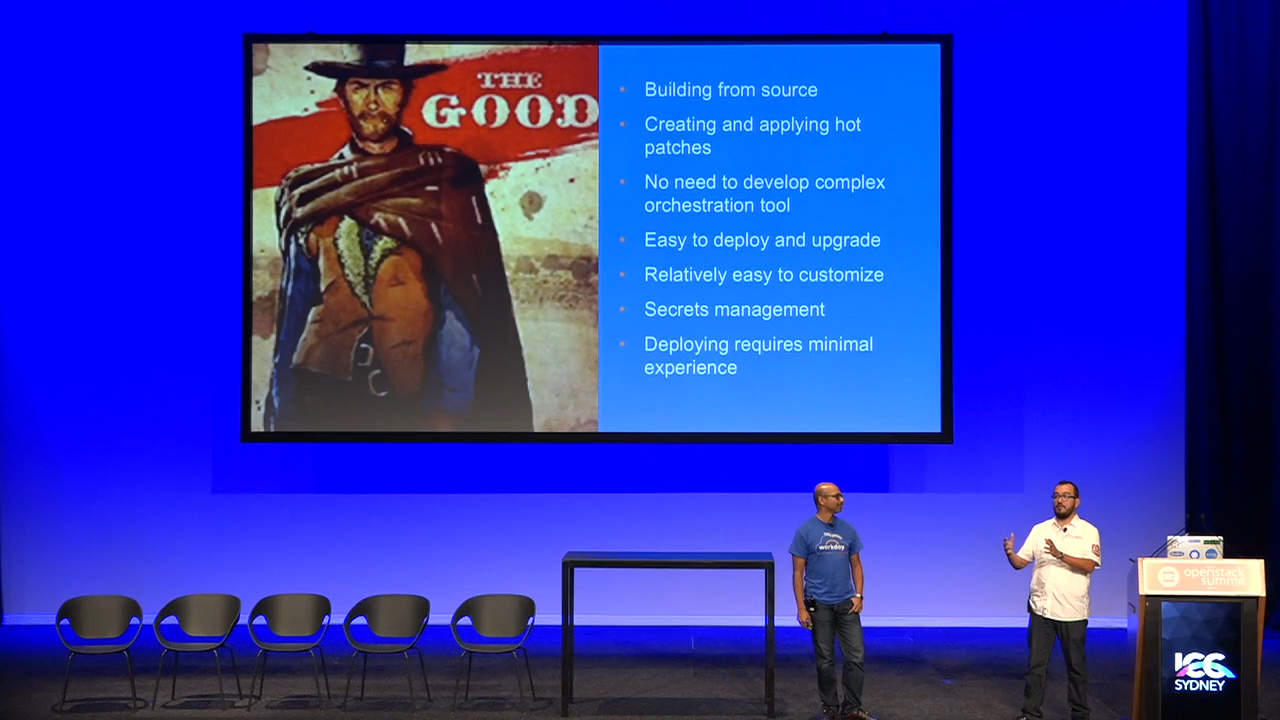 THE
GOOD
Building from source
Creating and applying hot
patches
No need to develop complex
orchestration tool
Easy to deploy and upgrade
Relatively easy to customize
Secrets management
Deploying requires minimal
experience
workday
openstack
summit
ICC
SYDNEY